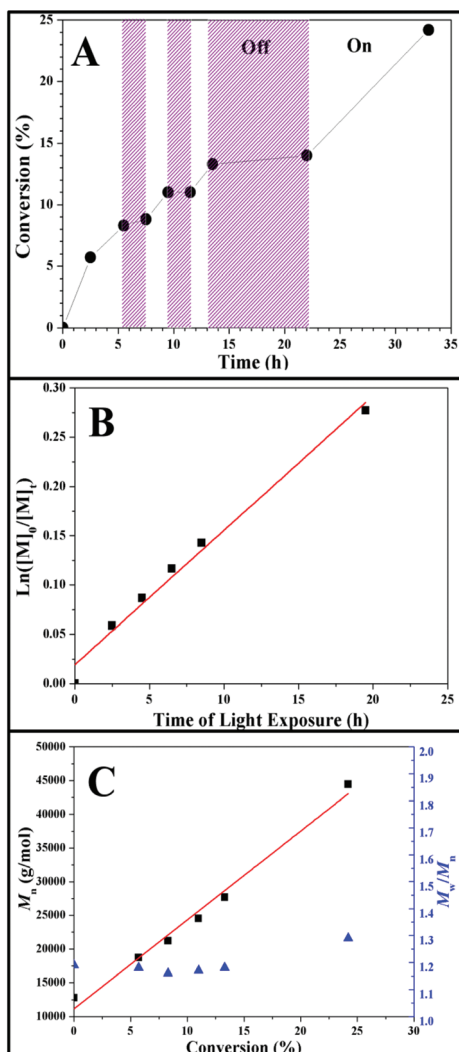 A
Off
On
25
20
15
10
5
0
Conversion (%)
0 5 10 15 20 25 30 35
Time (h)
B
0.30
0.25
0.20
0.15
0.10
0.05
0.00
Ln([M]0/[M]t)
0 5 10 15 20 25
Time of Light Exposure (h)
C
50000
45000
40000
35000
30000
25000
20000
15000
10000
Mn (g/mol)
2.0
1.9
1.8
1.7
1.6
1.5
1.4
1.3
1.2
1.1
1.0
Mw/Mn
0 5 10 15 20 25 30
Conversion (%)